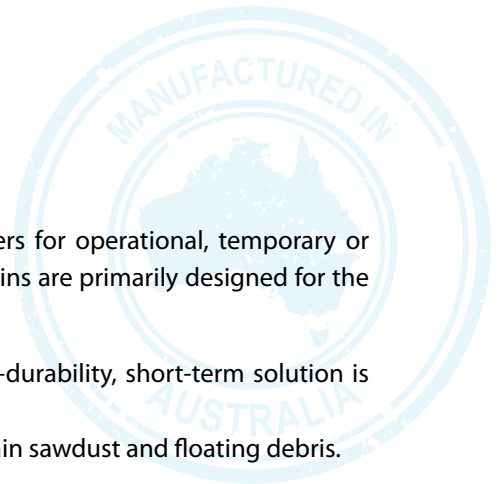 MANUFACTURED IN
ers for operational, temporary or
ins are primarily designed for the
-durability, short-term solution is
AUSTRALIA
in sawdust and floating debris.